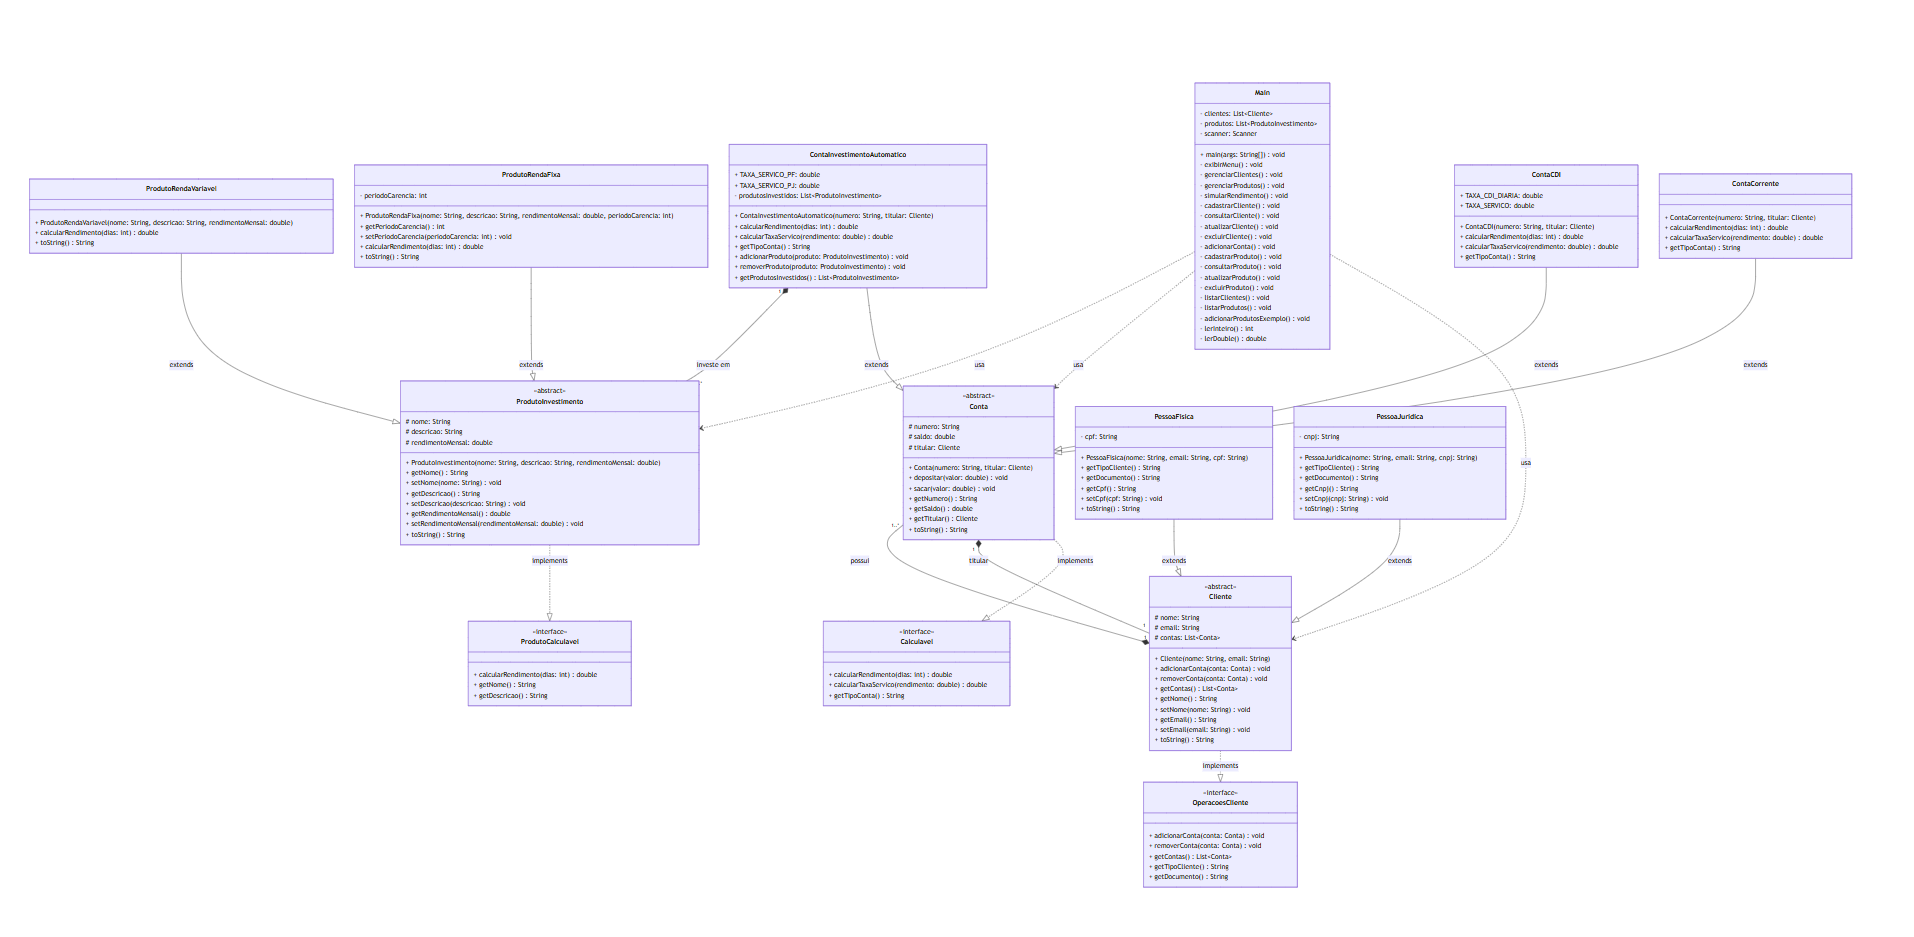 Main
- clientes: List<Cliente>
- produtos: List<ProdutoInvestimento>
- scanner: Scanner
+ main(args: String[]) : void
- exibirMenu() : void
- gerenciarClientes() : void
- gerenciarProdutos() : void
- simularRendimento() : void
- cadastrarCliente() : void
- consultarCliente() : void
- atualizarCliente() : void
- excluirCliente() : void
- adicionarConta() : void
- cadastrarProduto() : void
- consultarProduto() : void
- atualizarProduto() : void
- excluirProduto() : void
- listarClientes() : void
- listarProdutos() : void
- adicionarProdutosExemplo() : void
- lerInteiro() : int
- lerDouble() : double
ProdutoRendaVariavel
+ ProdutoRendaVariavel(nome: String, descricao: String, rendimentoMensal: double)
+ calcularRendimento(dias: int) : double
+ toString() : String
ProdutoRendaFixa
- periodoCarencia: int
+ ProdutoRendaFixa(nome: String, descricao: String, rendimentoMensal: double, periodoCarencia: int)
+ getPeriodoCarencia() : int
+ setPeriodoCarencia(periodoCarencia: int) : void
+ calcularRendimento(dias: int) : double
+ toString() : String
ContaInvestimentoAutomatico
+ TAXA_SERVICO_PF: double
+ TAXA_SERVICO_PJ: double
- produtosInvestidos: List<ProdutoInvestimento>
+ ContaInvestimentoAutomatico(numero: String, titular: Cliente)
+ calcularRendimento(dias: int) : double
+ calcularTaxaServico(rendimento: double) : double
+ getTipoConta() : String
+ adicionarProduto(produto: ProdutoInvestimento) : void
+ removerProduto(produto: ProdutoInvestimento) : void
+ getProdutosInvestidos() : List<ProdutoInvestimento>
ContaCDI
+ TAXA_CDI_DIARIA: double
+ TAXA_SERVICO: double
+ ContaCDI(numero: String, titular: Cliente)
+ calcularRendimento(dias: int) : double
+ calcularTaxaServico(rendimento: double) : double
+ getTipoConta() : String
ContaCorrente
+ ContaCorrente(numero: String, titular: Cliente)
+ calcularRendimento(dias: int) : double
+ calcularTaxaServico(rendimento: double) : double
+ getTipoConta() : String
1
extends
extends
investe em
extends
usa
usa
extends
extends
*
«abstract»
ProdutoInvestimento
# nome: String
# descricao: String
# rendimentoMensal: double
+ ProdutoInvestimento(nome: String, descricao: String, rendimentoMensal: double)
+ getNome() : String
+ setNome(nome: String) : void
+ getDescricao() : String
+ setDescricao(descricao: String) : void
+ getRendimentoMensal() : double
+ setRendimentoMensal(rendimentoMensal: double) : void
+ toString() : String
«abstract»
Conta
# numero: String
# saldo: double
# titular: Cliente
+ Conta(numero: String, titular: Cliente)
+ depositar(valor: double) : void
+ sacar(valor: double) : void
+ getNumero() : String
+ getSaldo() : double
+ getTitular() : Cliente
+ toString() : String
PessoaFisica
- cpf: String
+ PessoaFisica(nome: String, email: String, cpf: String)
+ getTipoCliente() : String
+ getDocumento() : String
+ getCpf() : String
+ setCpf(cpf: String) : void
+ toString() : String
PessoaJuridica
- cnpj: String
+ PessoaJuridica(nome: String, email: String, cnpj: String)
+ getTipoCliente() : String
+ getDocumento() : String
+ getCnpj() : String
+ setCnpj(cnpj: String) : void
+ toString() : String
usa
1..*
1
implements
possui
titular
implements
extends
extends
«interface»
ProdutoCalculavel
+ calcularRendimento(dias: int) : double
+ getNome() : String
+ getDescricao() : String
«interface»
Calculavel
+ calcularRendimento(dias: int) : double
+ calcularTaxaServico(rendimento: double) : double
+ getTipoConta() : String
1
1
«abstract»
Cliente
# nome: String
# email: String
# contas: List<Conta>
+ Cliente(nome: String, email: String)
+ adicionarConta(conta: Conta) : void
+ removerConta(conta: Conta) : void
+ getContas() : List<Conta>
+ getNome() : String
+ setNome(nome: String) : void
+ getEmail() : String
+ setEmail(email: String) : void
+ toString() : String
implements
«interface»
OperacoesCliente
+ adicionarConta(conta: Conta) : void
+ removerConta(conta: Conta) : void
+ getContas() : List<Conta>
+ getTipoCliente() : String
+ getDocumento() : String